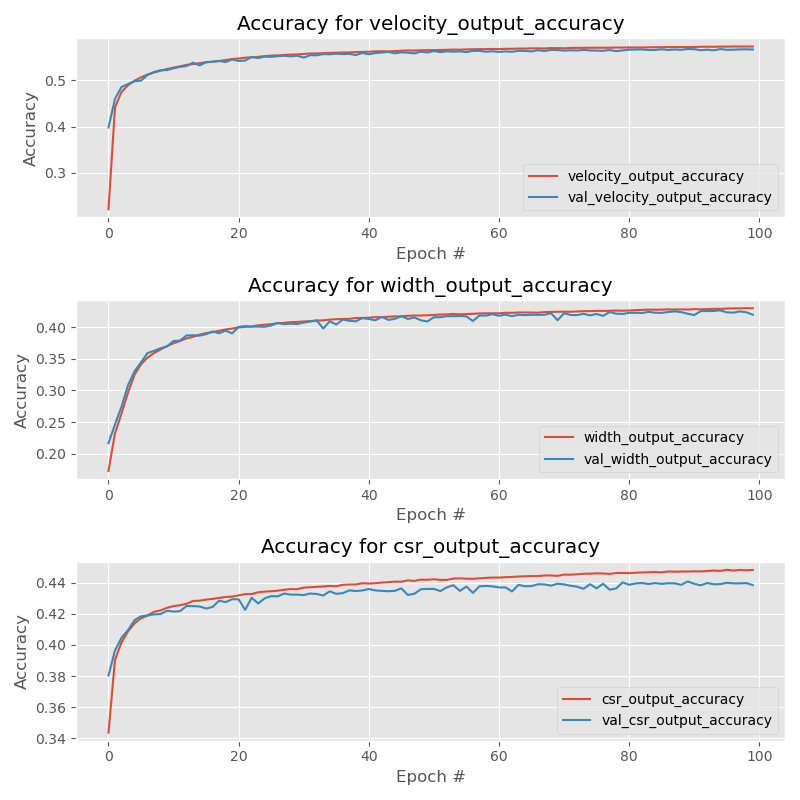 Accuracy for velocity_output_accuracy
0.5
0.4
0.3
Accuracy
velocity_output_accuracy
val_velocity_output_accuracy
0 20 40 60 80 100
Epoch #
Accuracy for width_output_accuracy
0.40
0.35
0.30
0.25
0.20
Accuracy
width_output_accuracy
val_width_output_accuracy
0 20 40 60 80 100
Epoch #
Accuracy for csr_output_accuracy
0.44
0.42
0.40
0.38
0.36
0.34
Accuracy
csr_output_accuracy
val_csr_output_accuracy
0 20 40 60 80 100
Epoch #